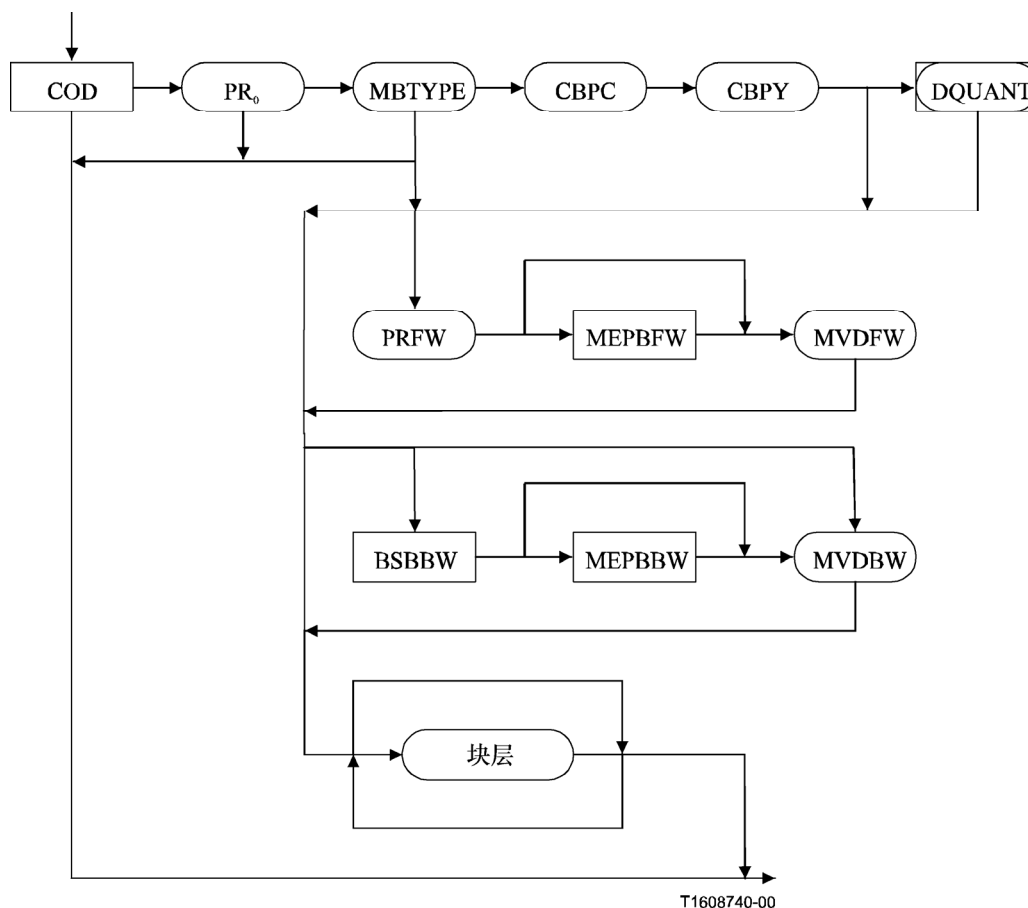 COD PR₀ MBTYPE CBPC CBPY DQUANT
PRFW MEPBFW MVDFW
BSBBW MEPBBW MVDBW
块层
T1608740-00